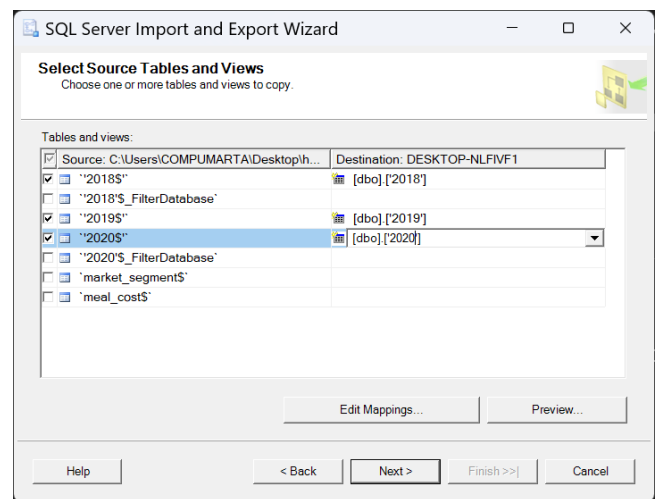 SQL Server Import and Export Wizard
Select Source Tables and Views
Choose one or more tables and views to copy.
Tables and views:
Source: C:\Users\COMPUMARTA\Desktop\h... Destination: DESKTOP-NLFIVF1
`'2018$'` [dbo].['2018']
`'2018'$_FilterDatabase`
`'2019$'` [dbo].['2019']
`'2020$'` [dbo].['2020']
`'2020'$_FilterDatabase`
`market_segment$`
`meal_cost$`
Edit Mappings... Preview...
Help < Back Next > Finish >>| Cancel